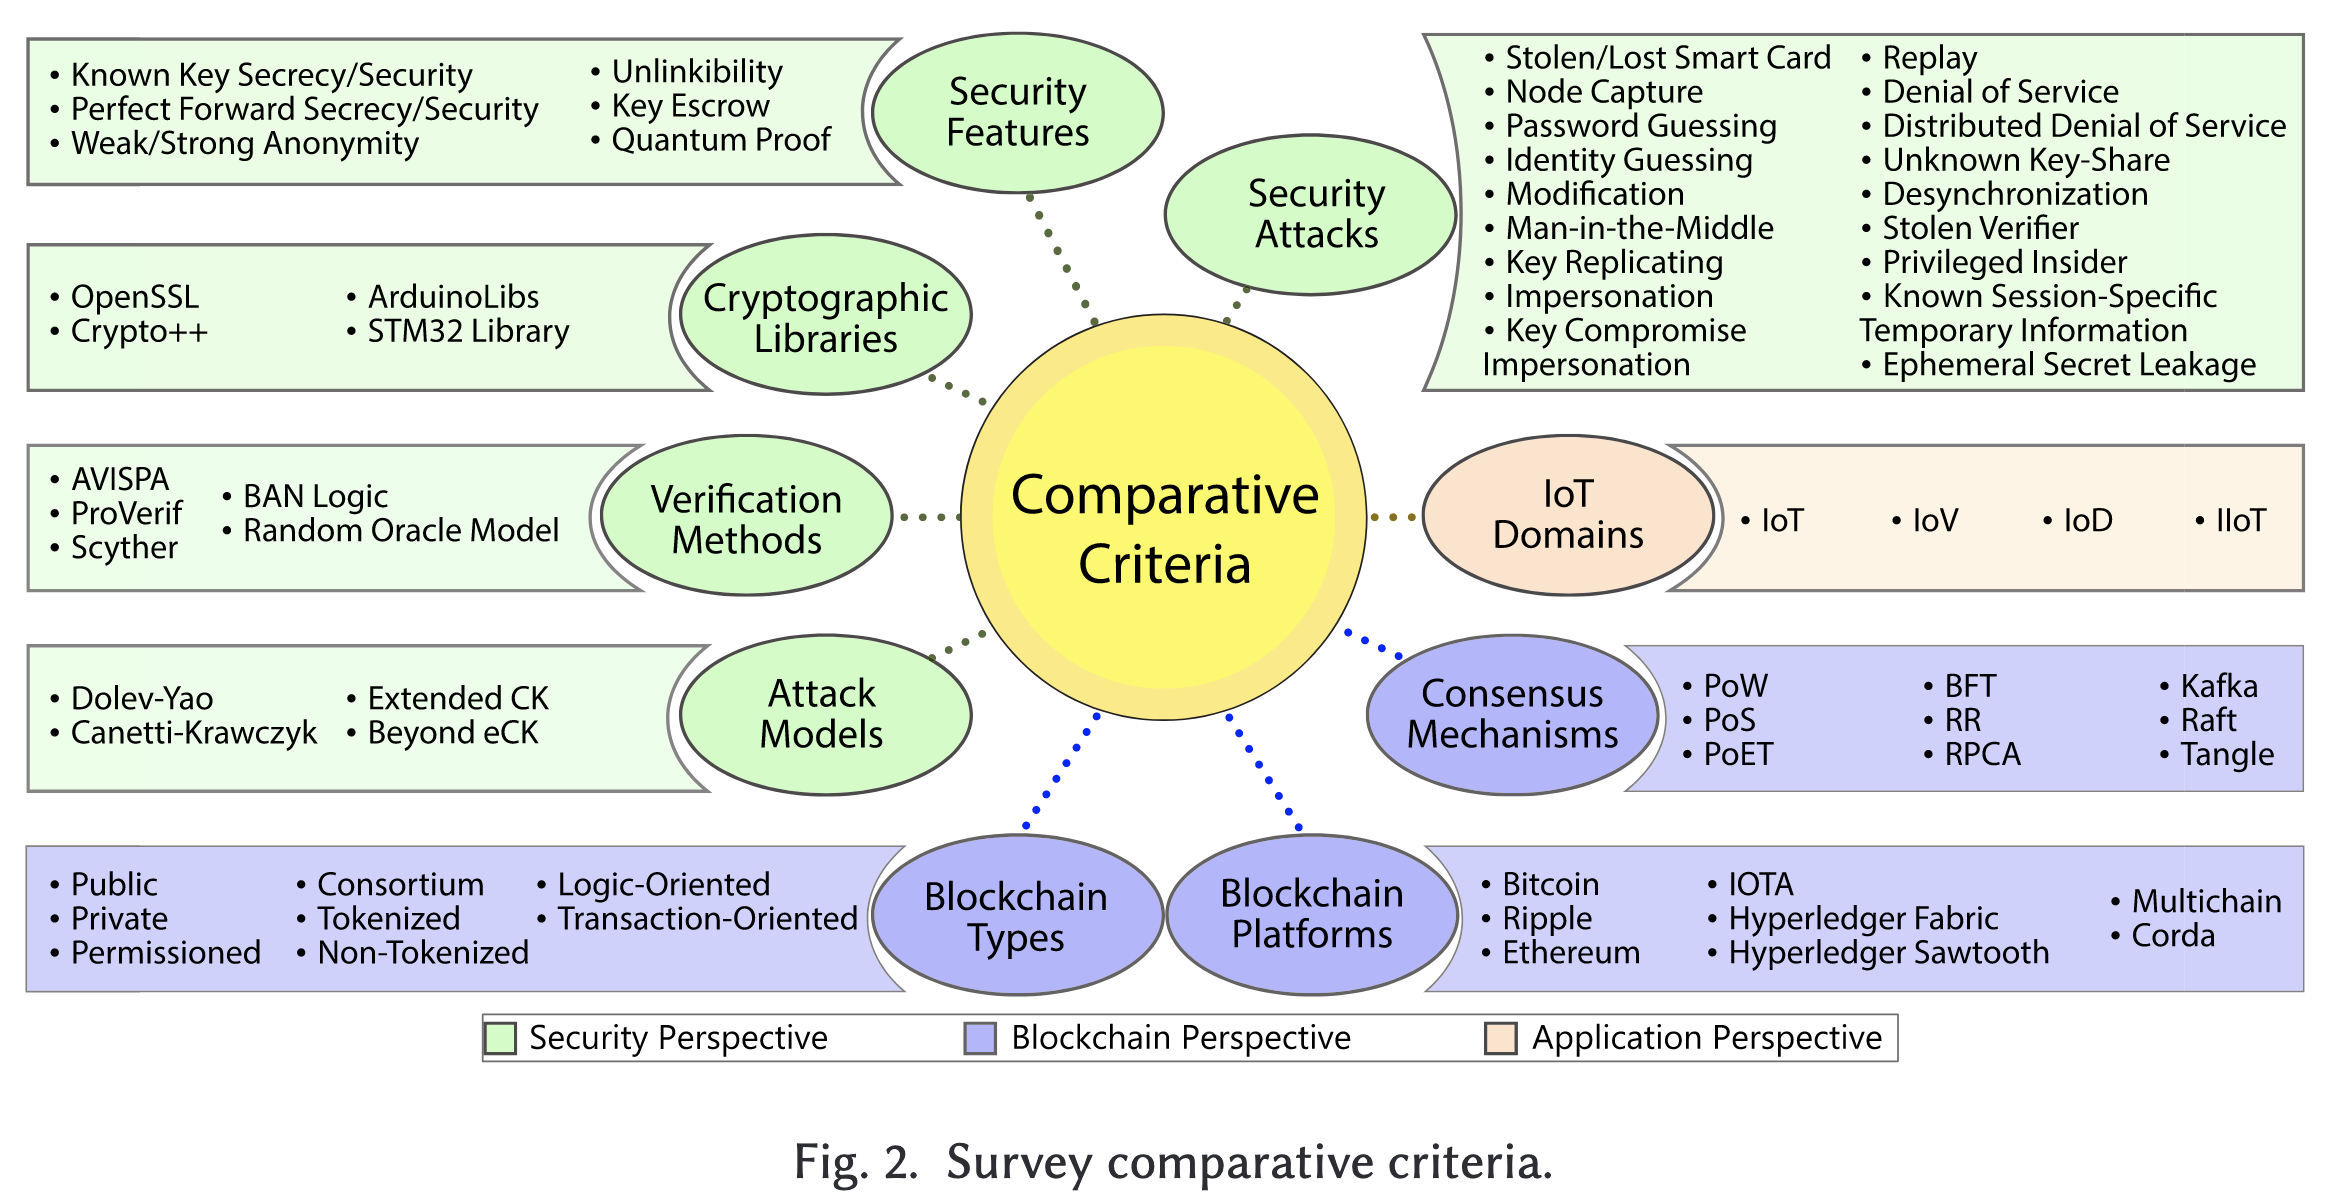 • Known Key Secrecy/Security
• Perfect Forward Secrecy/Security
• Weak/Strong Anonymity
• Unlinkibility
• Key Escrow
• Quantum Proof
Security
Features
Security
Attacks
• Stolen/Lost Smart Card
• Node Capture
• Password Guessing
• Identity Guessing
• Modification
• Man-in-the-Middle
• Key Replicating
• Impersonation
• Key Compromise
Impersonation
• Replay
• Denial of Service
• Distributed Denial of Service
• Unknown Key-Share
• Desynchronization
• Stolen Verifier
• Privileged Insider
• Known Session-Specific
Temporary Information
• Ephemeral Secret Leakage
• OpenSSL
• Crypto++
• ArduinoLibs
• STM32 Library
Cryptographic
Libraries
• AVISPA
• ProVerif
• Scyther
• BAN Logic
• Random Oracle Model
Verification
Methods
Comparative
Criteria
IoT
Domains
• IoT
• IoV
• IoD
• IIoT
• Dolev-Yao
• Canetti-Krawczyk
• Extended CK
• Beyond eCK
Attack
Models
Consensus
Mechanisms
• PoW
• PoS
• PoET
• BFT
• RR
• RPCA
• Kafka
• Raft
• Tangle
• Public
• Private
• Permissioned
• Consortium
• Tokenized
• Non-Tokenized
• Logic-Oriented
• Transaction-Oriented
Blockchain
Types
Blockchain
Platforms
• Bitcoin
• Ripple
• Ethereum
• IOTA
• Hyperledger Fabric
• Hyperledger Sawtooth
• Multichain
• Corda
Security Perspective
Blockchain Perspective
Application Perspective
Fig. 2. Survey comparative criteria.